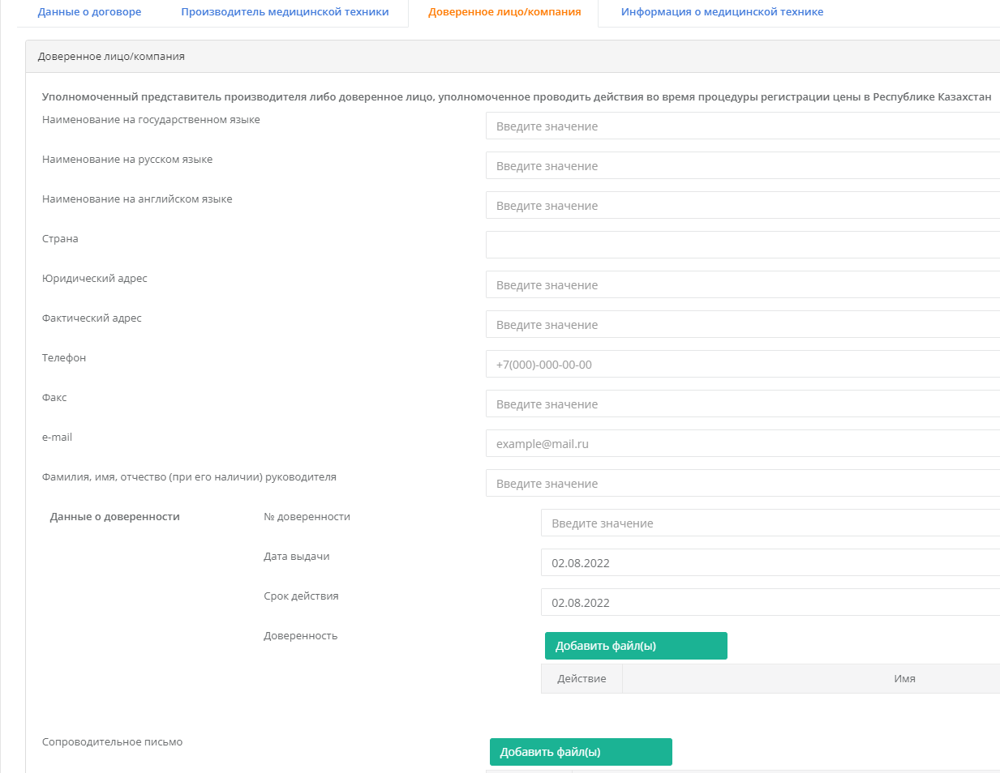 Данные о договоре Производитель медицинской техники Доверенное лицо/компания Информация о медицинской технике
Доверенное лицо/компания
Уполномоченный представитель производителя либо доверенное лицо, уполномоченное проводить действия во время процедуры регистрации цены в Республике Казахстан
Наименование на государственном языке Введите значение
Наименование на русском языке Введите значение
Наименование на английском языке Введите значение
Страна
Юридический адрес Введите значение
Фактический адрес Введите значение
Телефон +7(000)-000-00-00
Факс Введите значение
e-mail example@mail.ru
Фамилия, имя, отчество (при его наличии) руководителя Введите значение
Данные о доверенности № доверенности Введите значение
Дата выдачи 02.08.2022
Срок действия 02.08.2022
Доверенность Добавить файл(ы)
Действие Имя
Сопроводительное письмо Добавить файл(ы)